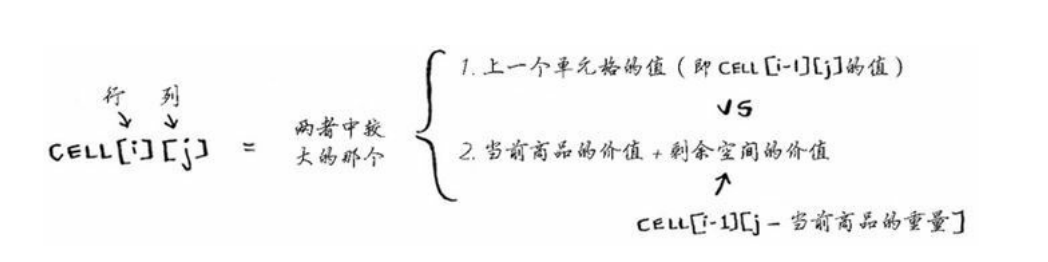 行 列
CELL[i][j] = 两者中较大的那个
1. 上一个单元格的值(即 CELL[i-1][j]的值)
VS
2. 当前商品的价值 + 剩余空间的价值
CELL[i-1][j - 当前商品的重量]